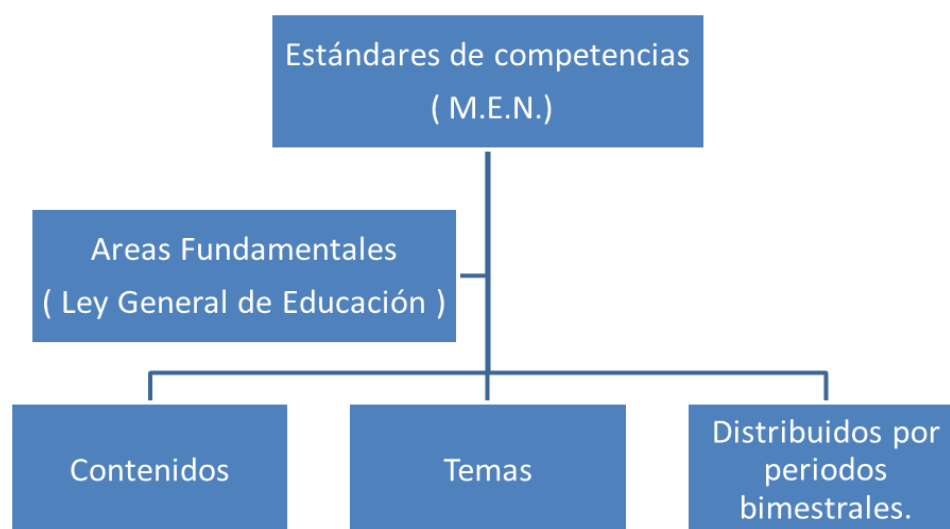 Estándares de competencias
( M.E.N.)
Areas Fundamentales
( Ley General de Educación )
Contenidos
Temas
Distribuidos por
periodos
bimestrales.